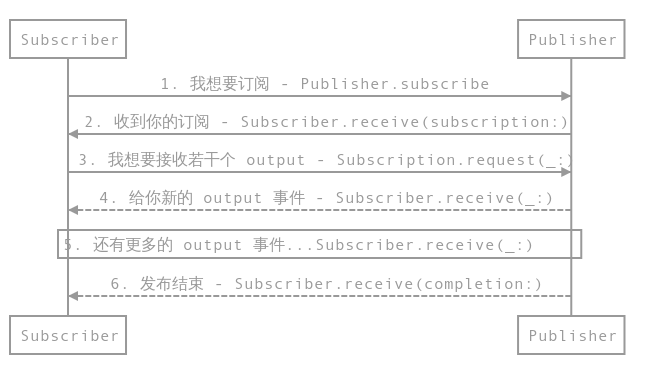 Subscriber
Publisher
1. 我想要订阅 - Publisher.subscribe
2. 收到你的订阅 - Subscriber.receive(subscription:)
3. 我想要接收若干个 output - Subscription.request(_:)
4. 给你新的 output 事件 - Subscriber.receive(_:)
5. 还有更多的 output 事件...Subscriber.receive(_:)
6. 发布结束 - Subscriber.receive(completion:)
Subscriber
Publisher